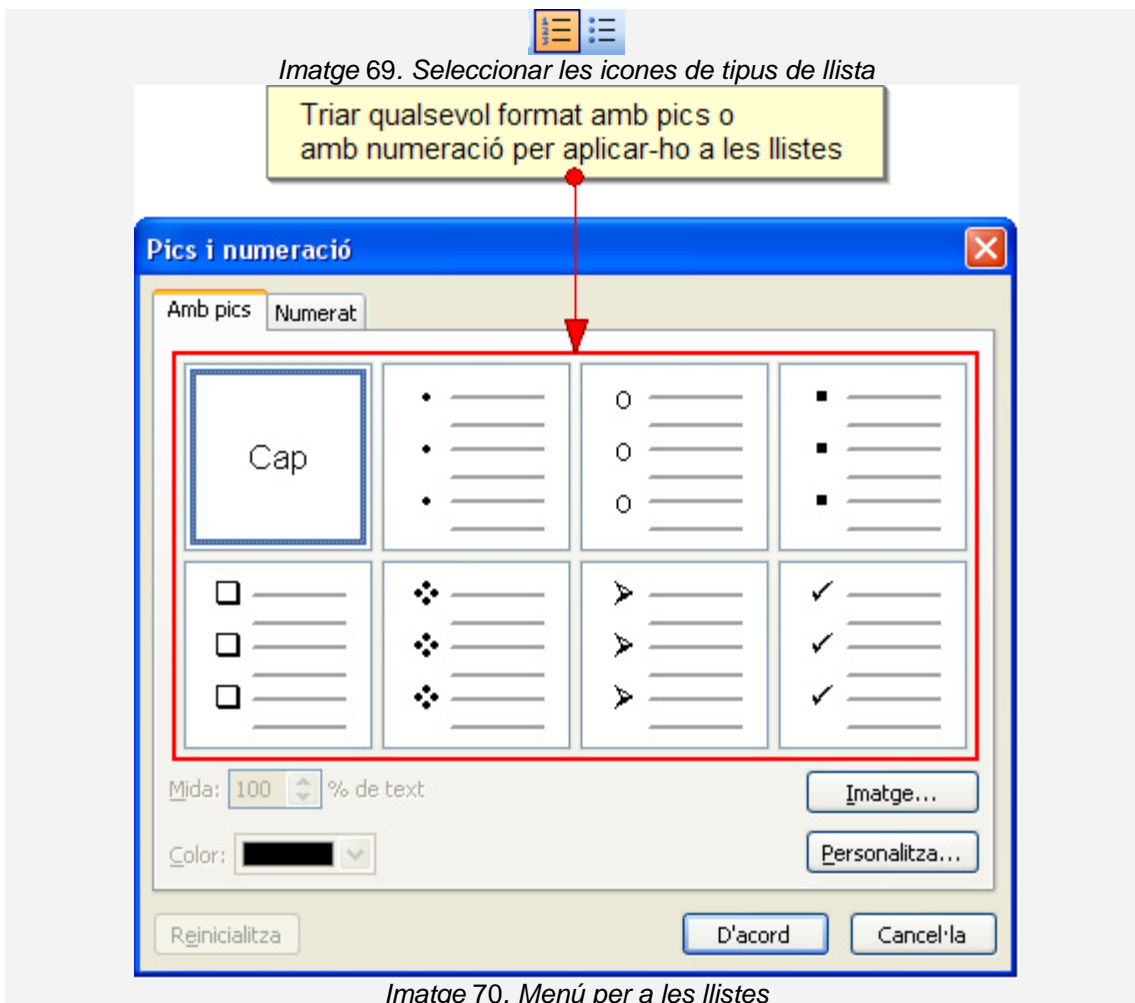 Imatge 69. Seleccionar les icones de tipus de llista
Triar qualsevol format amb pics o
amb numeració per aplicar-ho a les llistes
Pics i numeració
Amb pics Numerat
Cap
Mida: 100 % de text
Imatge...
Color:
Personalitza...
Reinicialitza D'acord Cancel·la
Imatge 70. Menú per a les llistes